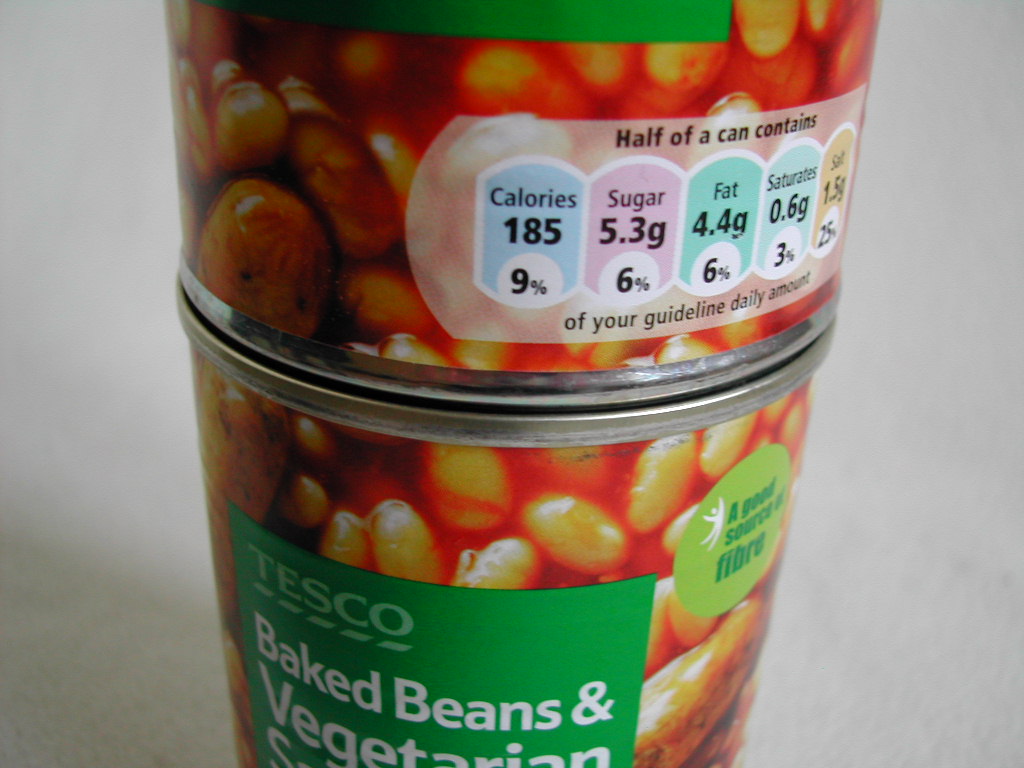 Half of a can contains
Calories
185
9%
Sugar
5.3g
6%
Fat
4.4g
6%
Saturates
0.6g
3%
Salt
1.5g
25%
of your guideline daily amount
A good
source of
fibre
TESCO
Baked Beans &
Vegetarian